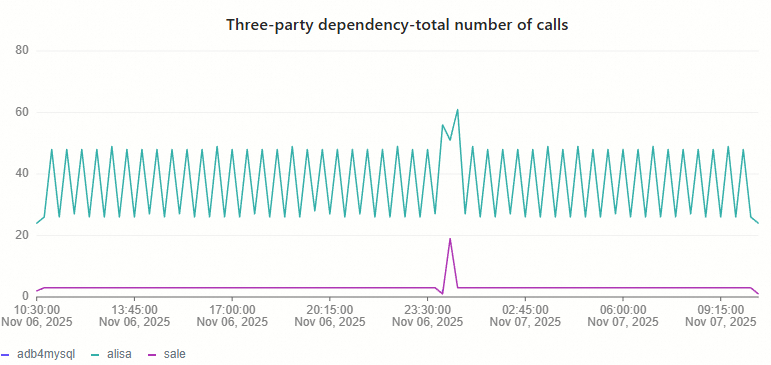 Three-party dependency-total number of calls
80
60
40
20
0
10:30:00 13:45:00 17:00:00 20:15:00 23:30:00 02:45:00 06:00:00 09:15:00
Nov 06, 2025 Nov 06, 2025 Nov 06, 2025 Nov 06, 2025 Nov 06, 2025 Nov 07, 2025 Nov 07, 2025 Nov 07, 2025
adb4mysql alisa sale